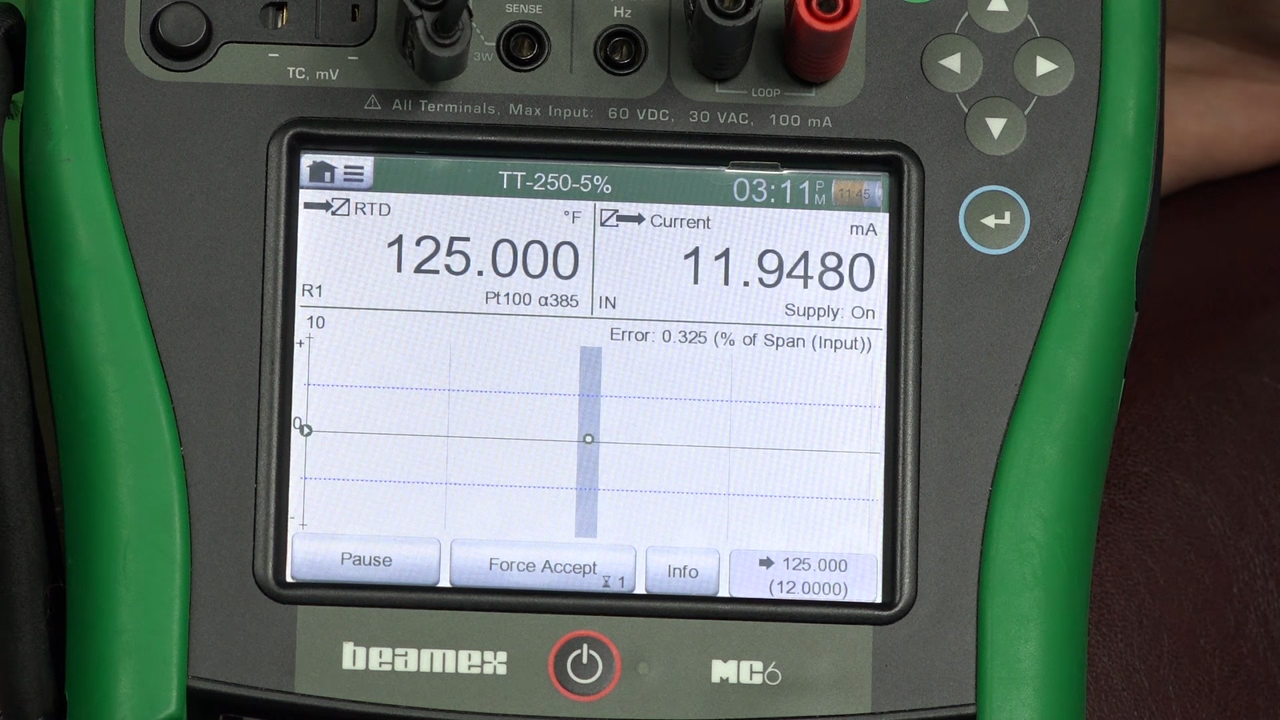 SENSE
Hz
3W
TC, mV
LOOP
All Terminals, Max Input: 60 VDC, 30 VAC, 100 mA
TT-250-5%
03:11 PM
11:45
RTD
°F
Current
mA
125.000
11.9480
R1
Pt100 α385
IN
Supply: On
10
Error: 0.325 (% of Span (Input))
+
0
-
Pause
Force Accept
1
Info
125.000
(12.0000)
beamex
MC6